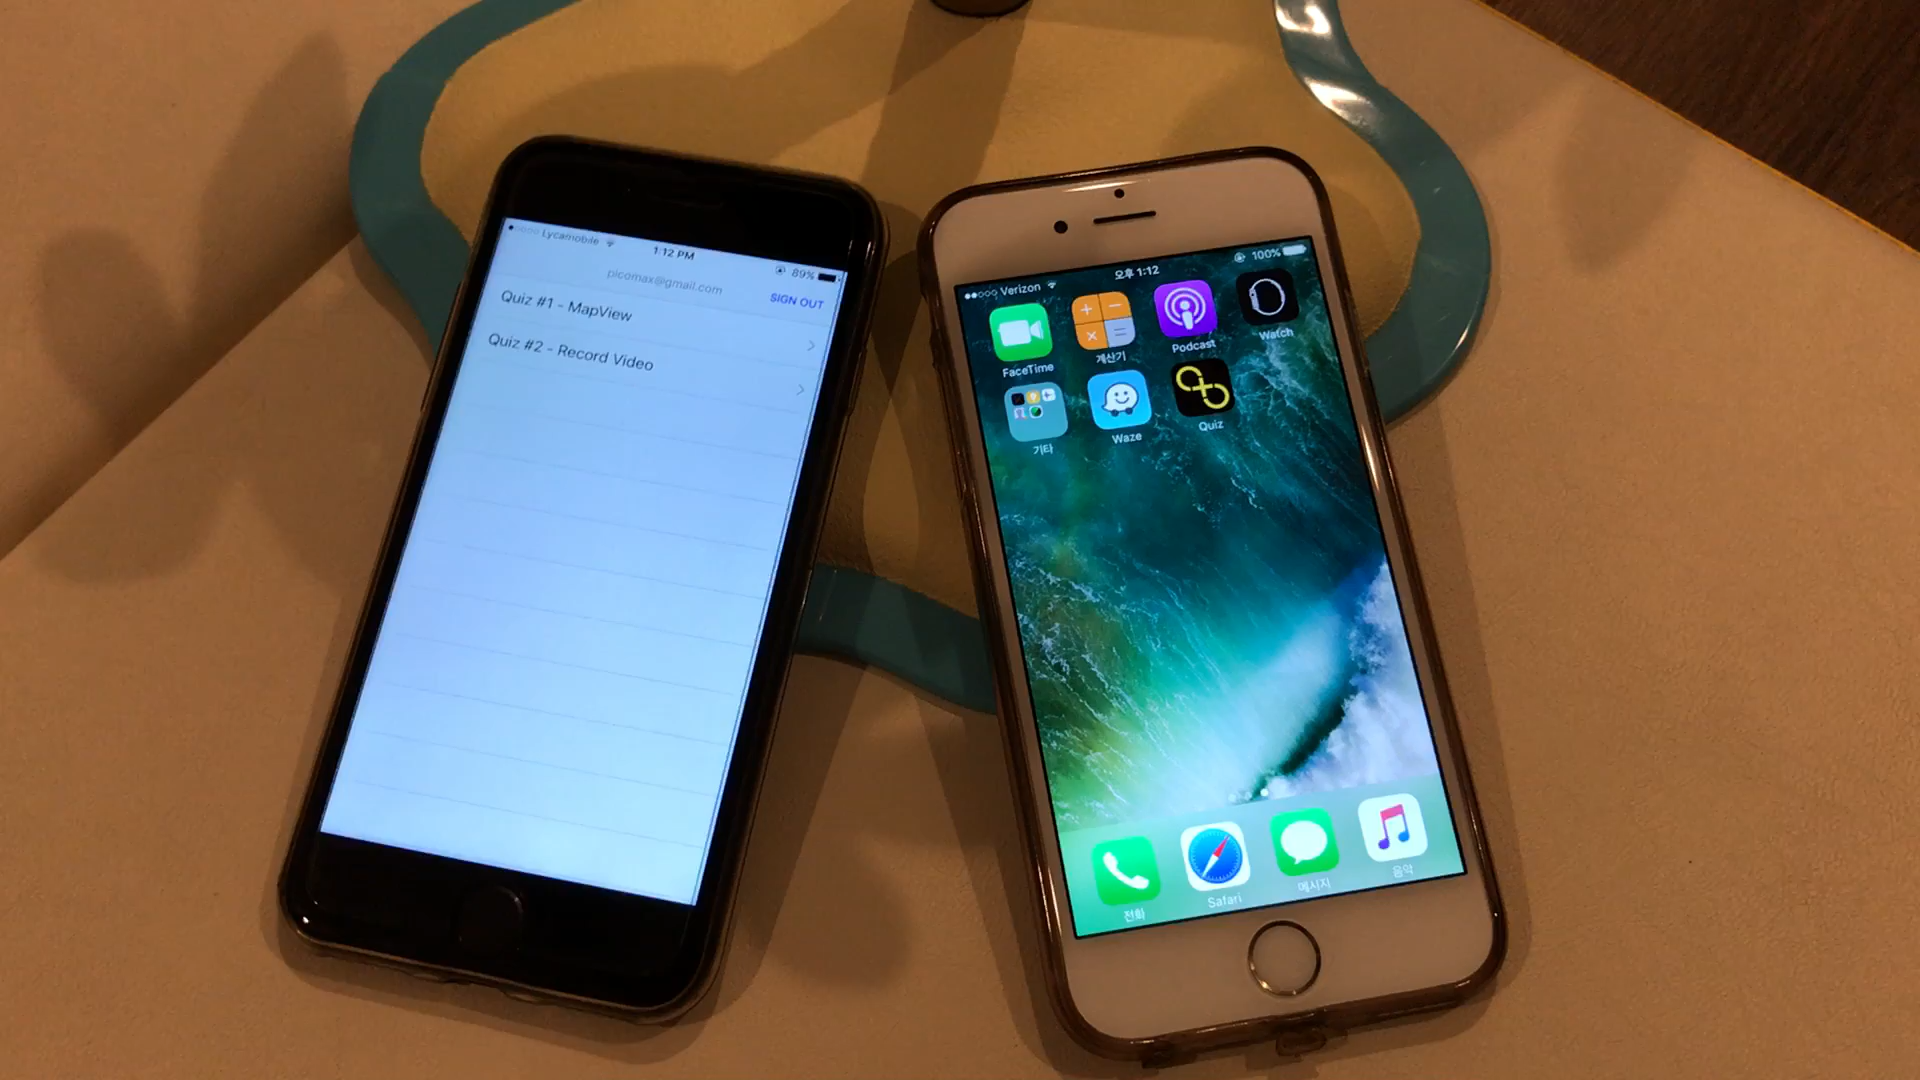 Lycamobile
1:12 PM
89%
picomax@gmail.com
SIGN OUT
Quiz #1 - MapView
Quiz #2 - Record Video
Verizon
오후 1:12
100%
FaceTime
계산기
Podcast
Watch
기타
Waze
Quiz
전화
Safari
메시지
음악